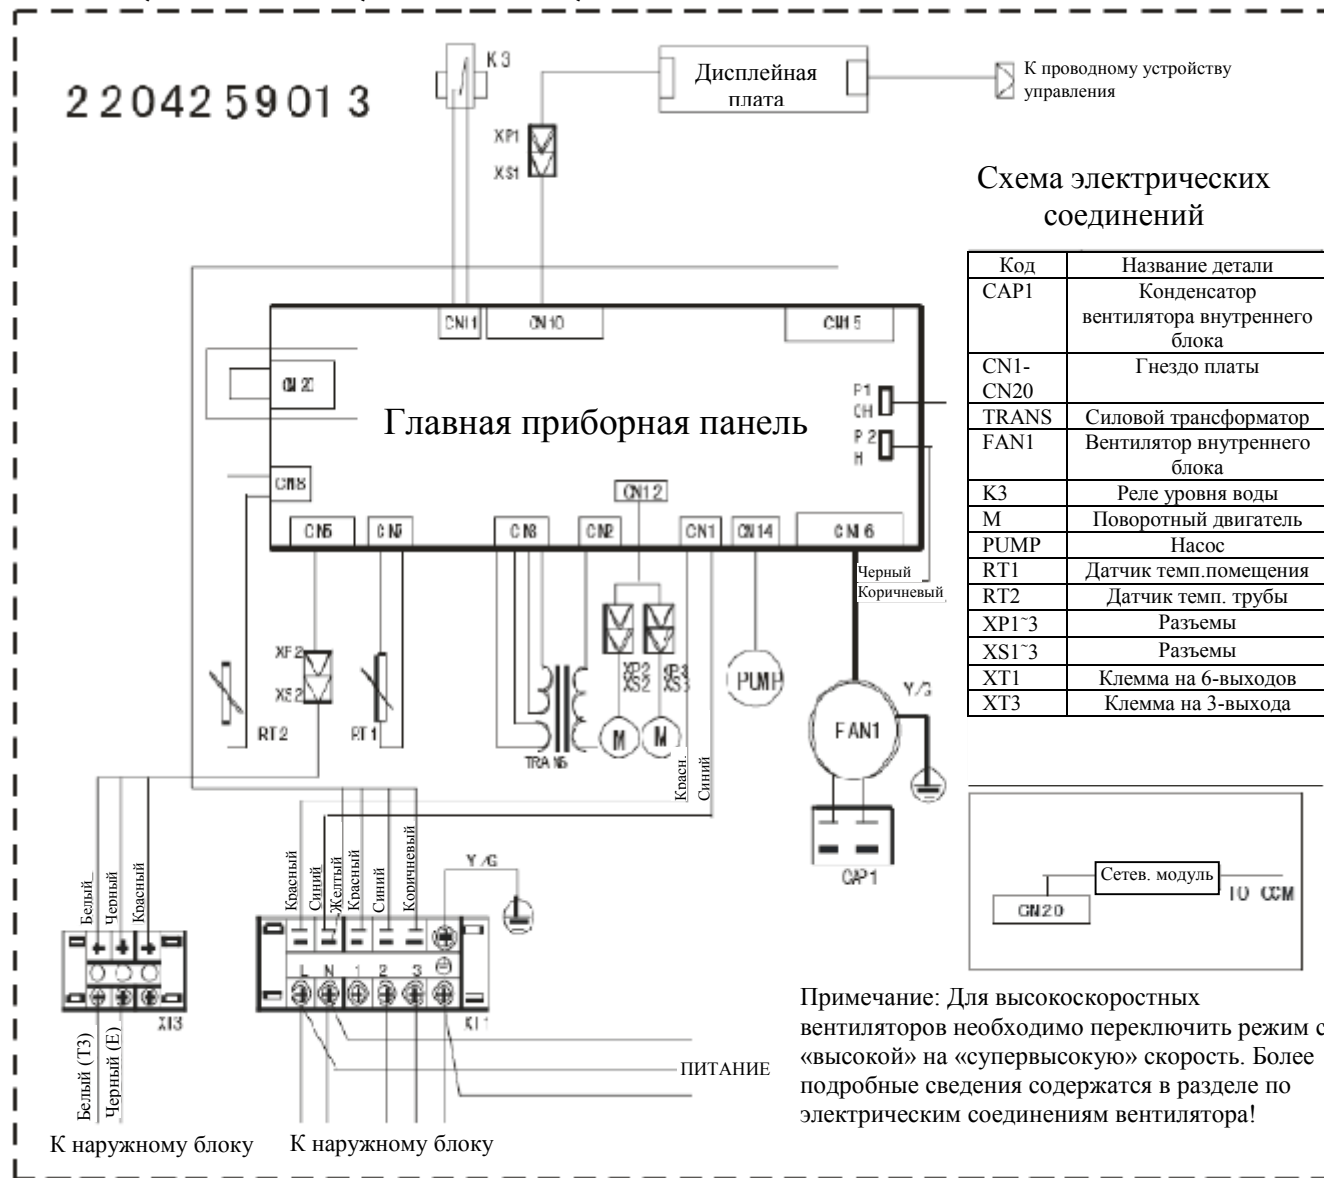 2204259013
K3
Дисплейная
плата
К проводному устройству
управления
XP1
XS1
Схема электрических
соединений
Код Название детали
CAP1 Конденсатор
вентилятора внутреннего
блока
CN1-
CN20 Гнездо платы
TRANS Силовой трансформатор
FAN1 Вентилятор внутреннего
блока
K3 Реле уровня воды
M Поворотный двигатель
PUMP Насос
RT1 Датчик темп.помещения
RT2 Датчик темп. трубы
XP1~3 Разъемы
XS1~3 Разъемы
XT1 Клемма на 6-выходов
XT3 Клемма на 3-выхода
CN11 CN10 CN15
CN20
P1
CH
P2
H
Главная приборная панель
CN8
CN12
CN5 CN7 CN3 CN2 CN1 CN14 CN16
Черный
Коричневый
XP2
XS2
RT2
RT1
TRANS
XP2
XS2
XP3
XS3
M M
PUMP
FAN1
Y/G
CAP1
Красн.
Синий
Белый
Черный
Красный
Красный
Синий
Желтый
Красный
Синий
Коричневый
Y/G
L N 1 2 3
XT3
XT1
Белый (T3)
Черный (E)
ПИТАНИЕ
К наружному блоку К наружному блоку
Сетев. модуль
CN20
TO CCM
Примечание: Для высокоскоростных
вентиляторов необходимо переключить режим с
«высокой» на «супервысокую» скорость. Более
подробные сведения содержатся в разделе по
электрическим соединениям вентилятора!